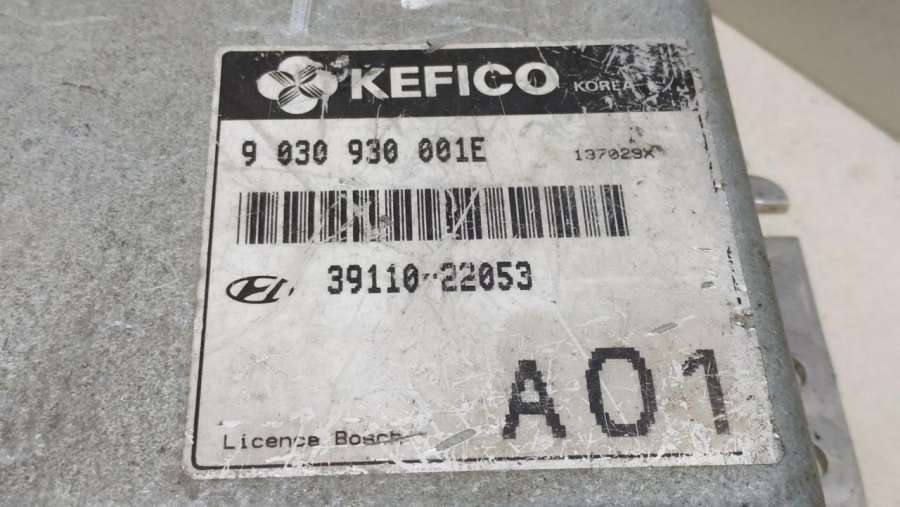 KEFICO KOREA
9 030 930 001E 137029X
39110-22053
A01
Licence Bosch